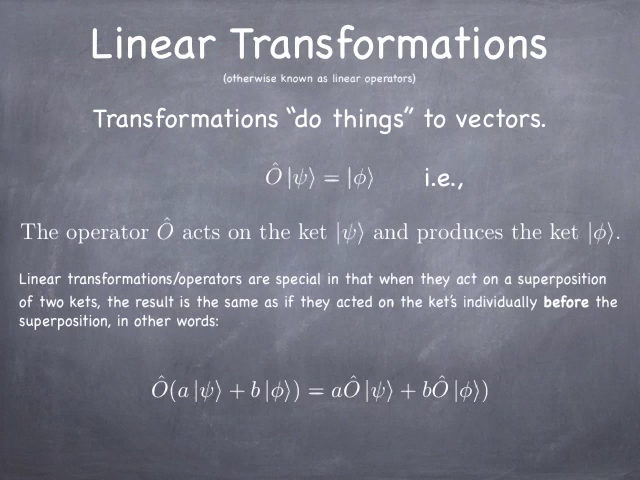 Linear Transformations
(otherwise known as linear operators)
Transformations “do things” to vectors.
Ô |ψ⟩ = |ϕ⟩ i.e.,
The operator Ô acts on the ket |ψ⟩ and produces the ket |ϕ⟩.
Linear transformations/operators are special in that when they act on a superposition
of two kets, the result is the same as if they acted on the ket’s individually before the
superposition, in other words:
Ô(a |ψ⟩ + b |ϕ⟩) = aÔ |ψ⟩ + bÔ |ϕ⟩)